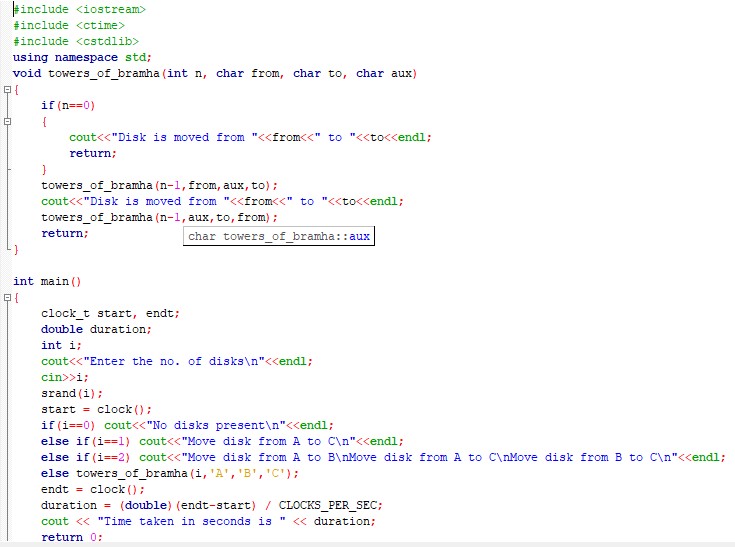 #include <iostream>
#include <ctime>
#include <cstdlib>
using namespace std;
void towers_of_bramha(int n, char from, char to, char aux)
{
    if(n==0)
    {
        cout<<"Disk is moved from "<<from<<" to "<<to<<endl;
        return;
    }
    towers_of_bramha(n-1,from,aux,to);
    cout<<"Disk is moved from "<<from<<" to "<<to<<endl;
    towers_of_bramha(n-1,aux,to,from);
    return;
char towers_of_bramha::aux
}
int main()
{
    clock_t start, endt;
    double duration;
    int i;
    cout<<"Enter the no. of disks\n"<<endl;
    cin>>i;
    srand(i);
    start = clock();
    if(i==0) cout<<"No disks present\n"<<endl;
    else if(i==1) cout<<"Move disk from A to C\n"<<endl;
    else if(i==2) cout<<"Move disk from A to B\nMove disk from A to C\nMove disk from B to C\n"<<endl;
    else towers_of_bramha(i,'A','B','C');
    endt = clock();
    duration = (double)(endt-start) / CLOCKS_PER_SEC;
    cout << "Time taken in seconds is " << duration;
    return 0;